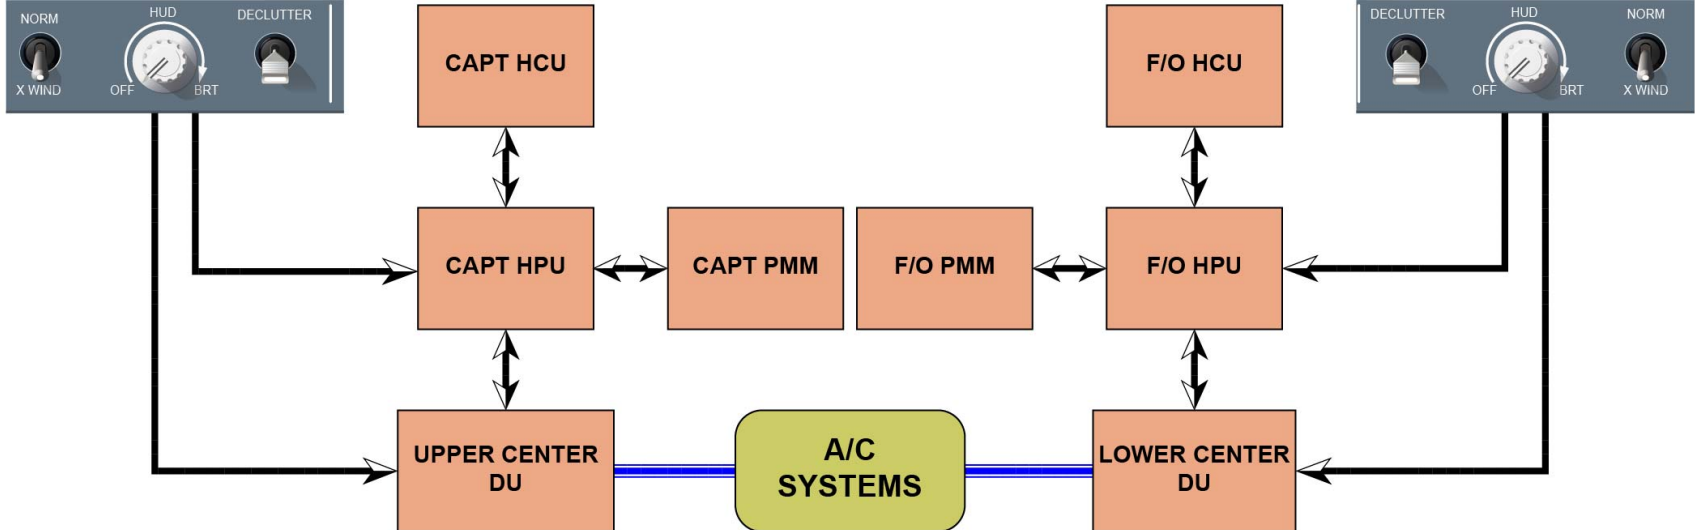 NORM
HUD
DECLUTTER
X WIND
OFF
BRT
CAPT HCU
F/O HCU
DECLUTTER
HUD
NORM
OFF
BRT
X WIND
CAPT HPU
CAPT PMM
F/O PMM
F/O HPU
UPPER CENTER
DU
A/C
SYSTEMS
LOWER CENTER
DU